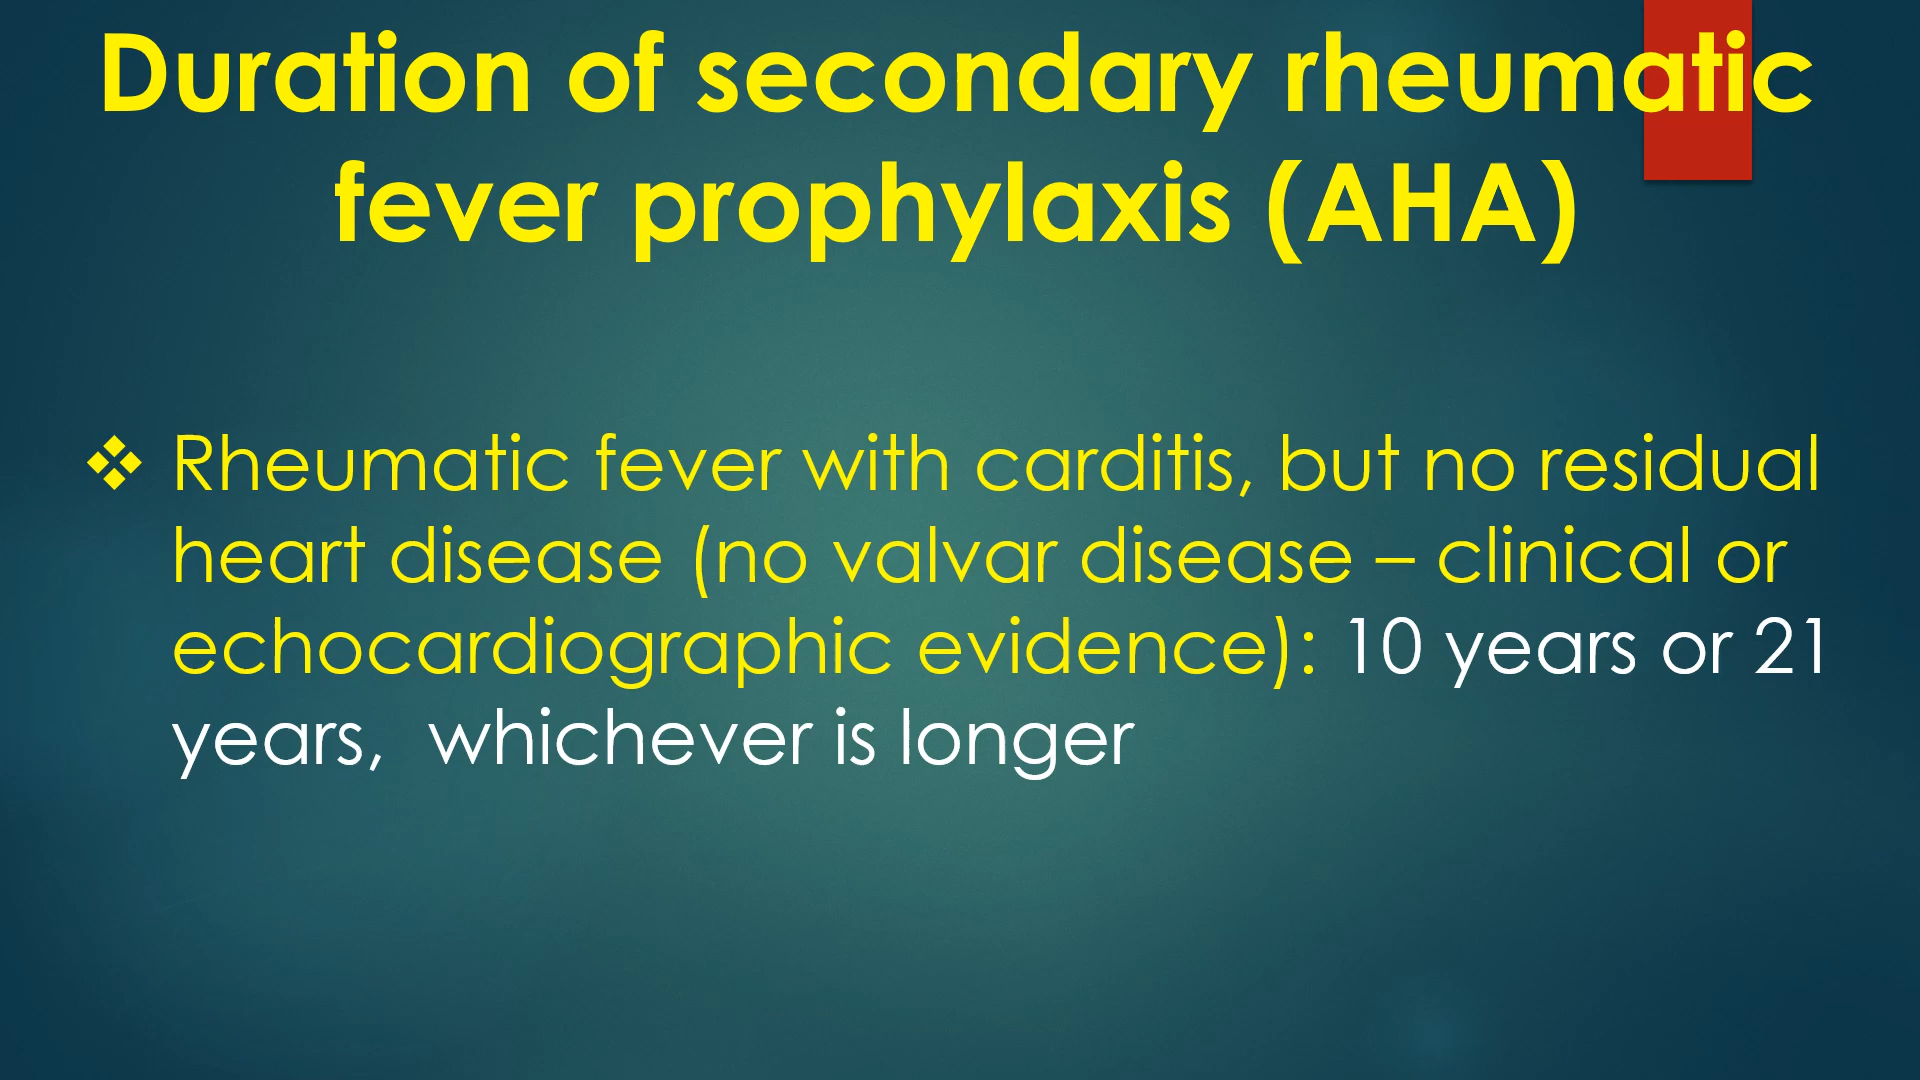 Duration of secondary rheumatic
fever prophylaxis (AHA)
❖ Rheumatic fever with carditis, but no residual
heart disease (no valvar disease – clinical or
echocardiographic evidence): 10 years or 21
years,  whichever is longer